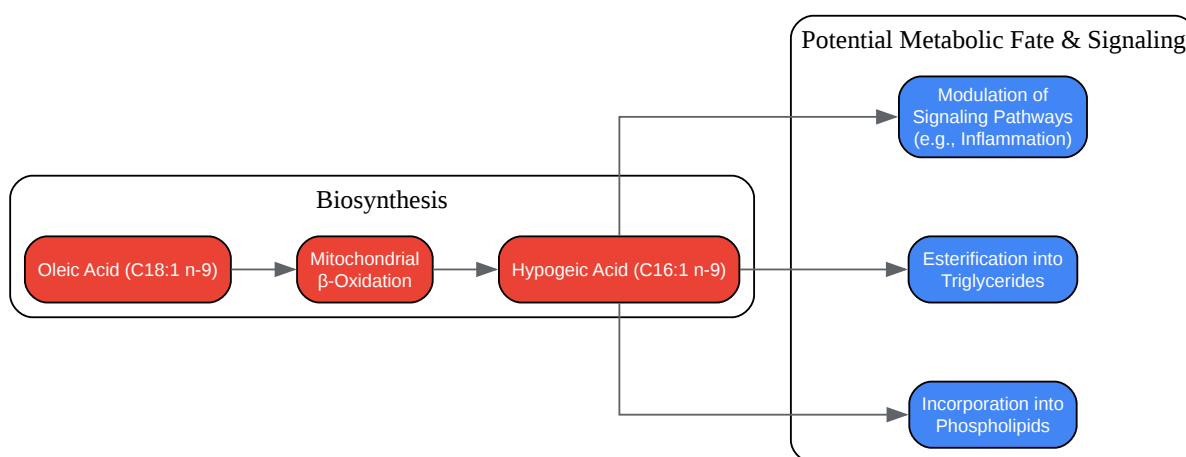 Potential Metabolic Fate & Signaling
Modulation of
Signaling Pathways
(e.g., Inflammation)
Biosynthesis
Oleic Acid (C18:1 n-9)
Mitochondrial
β-Oxidation
Hypogeic Acid (C16:1 n-9)
Esterification into
Triglycerides
Incorporation into
Phospholipids